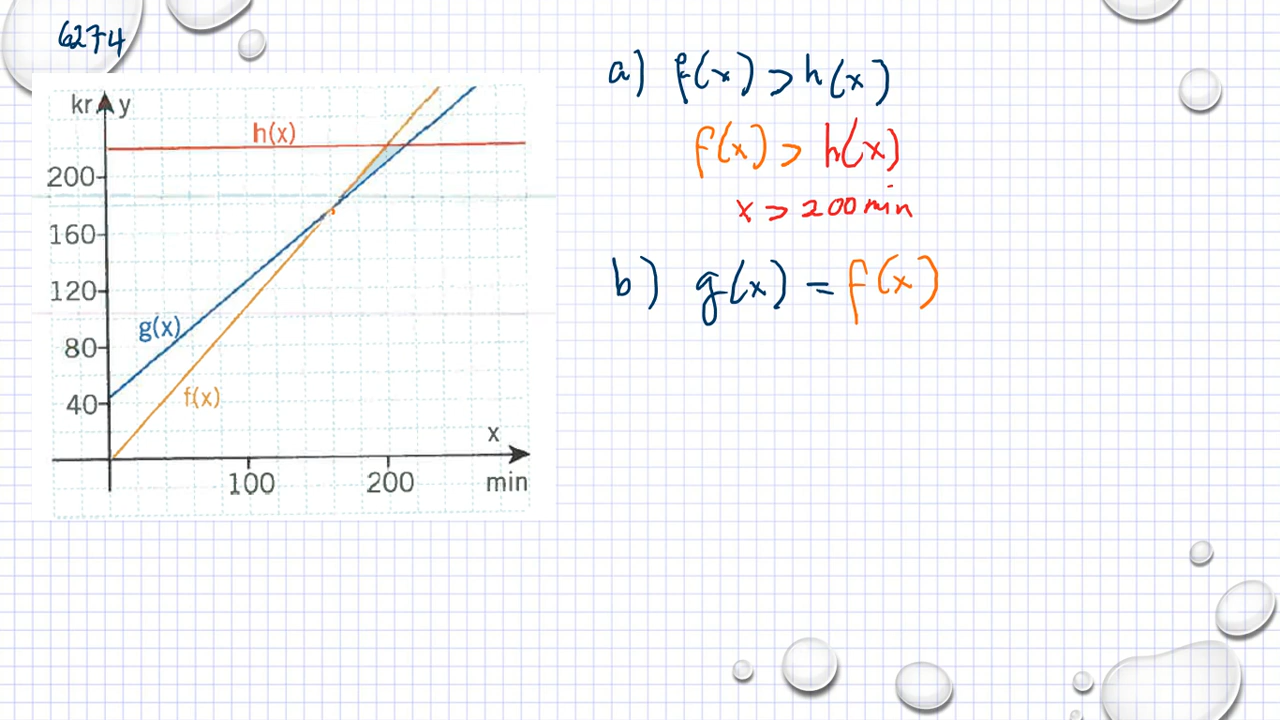 6274
a) f(x) > h(x)
f(x) > h(x)
x > 200 min
b) g(x) = f(x)
kr y
h(x)
200
160
120
g(x)
80
f(x)
40
x
100 200 min